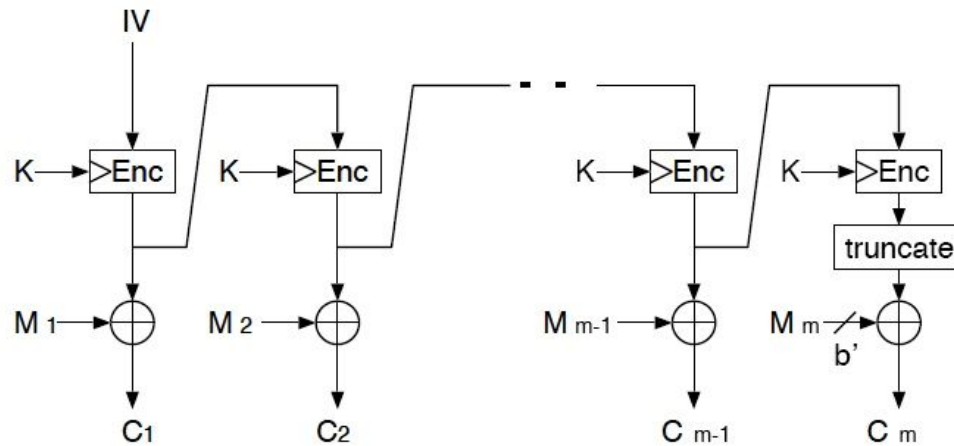 IV
K Enc K Enc K Enc K Enc
truncate
M 1 M 2 M m-1 M m
b'
C1 C2 C m-1 C m